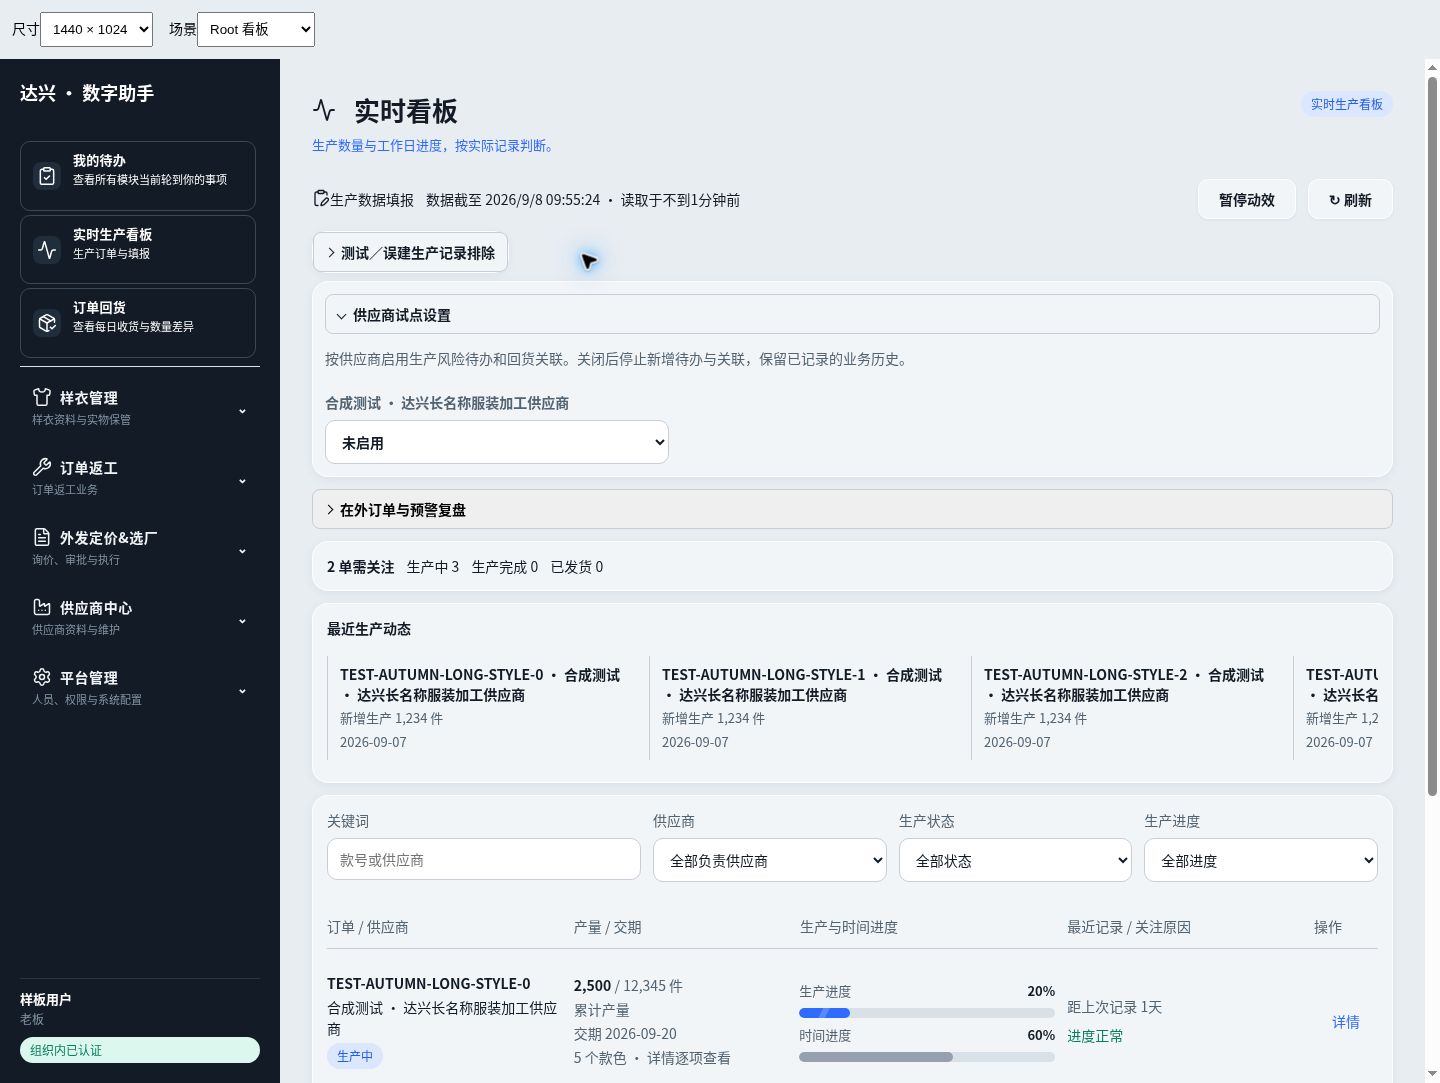 尺寸 1440 × 1024 场景 Root 看板
达兴 · 数字助手
我的待办
查看所有模块当前轮到你的事项
实时生产看板
生产订单与填报
订单回货
查看每日收货与数量差异
样衣管理
样衣资料与实物保管
订单返工
订单返工业务
外发定价&选厂
询价、审批与执行
供应商中心
供应商资料与维护
平台管理
人员、权限与系统配置
样板用户
老板
组织内已认证
实时看板
实时生产看板
生产数量与工作日进度，按实际记录判断。
生产数据填报 数据截至 2026/9/8 09:55:24 · 读取于不到1分钟前
暂停动效
↻ 刷新
测试／误建生产记录排除
供应商试点设置
按供应商启用生产风险待办和回货关联。关闭后停止新增待办与关联，保留已记录的业务历史。
合成测试 · 达兴长名称服装加工供应商
未启用
在外订单与预警复盘
2 单需关注 生产中 3 生产完成 0 已发货 0
最近生产动态
TEST-AUTUMN-LONG-STYLE-0 · 合成测试
· 达兴长名称服装加工供应商
新增生产 1,234 件
2026-09-07
TEST-AUTUMN-LONG-STYLE-1 · 合成测试
· 达兴长名称服装加工供应商
新增生产 1,234 件
2026-09-07
TEST-AUTUMN-LONG-STYLE-2 · 合成测试
· 达兴长名称服装加工供应商
新增生产 1,234 件
2026-09-07
TEST-AUTU
· 达兴长名
新增生产 1,2
2026-09-07
关键词 供应商 生产状态 生产进度
款号或供应商 全部负责供应商 全部状态 全部进度
订单 / 供应商 产量 / 交期 生产与时间进度 最近记录 / 关注原因 操作
TEST-AUTUMN-LONG-STYLE-0
合成测试 · 达兴长名称服装加工供应
商
生产中
2,500 / 12,345 件
累计产量
交期 2026-09-20
5 个款色 · 详情逐项查看
生产进度 20%
时间进度 60%
距上次记录 1天
进度正常
详情